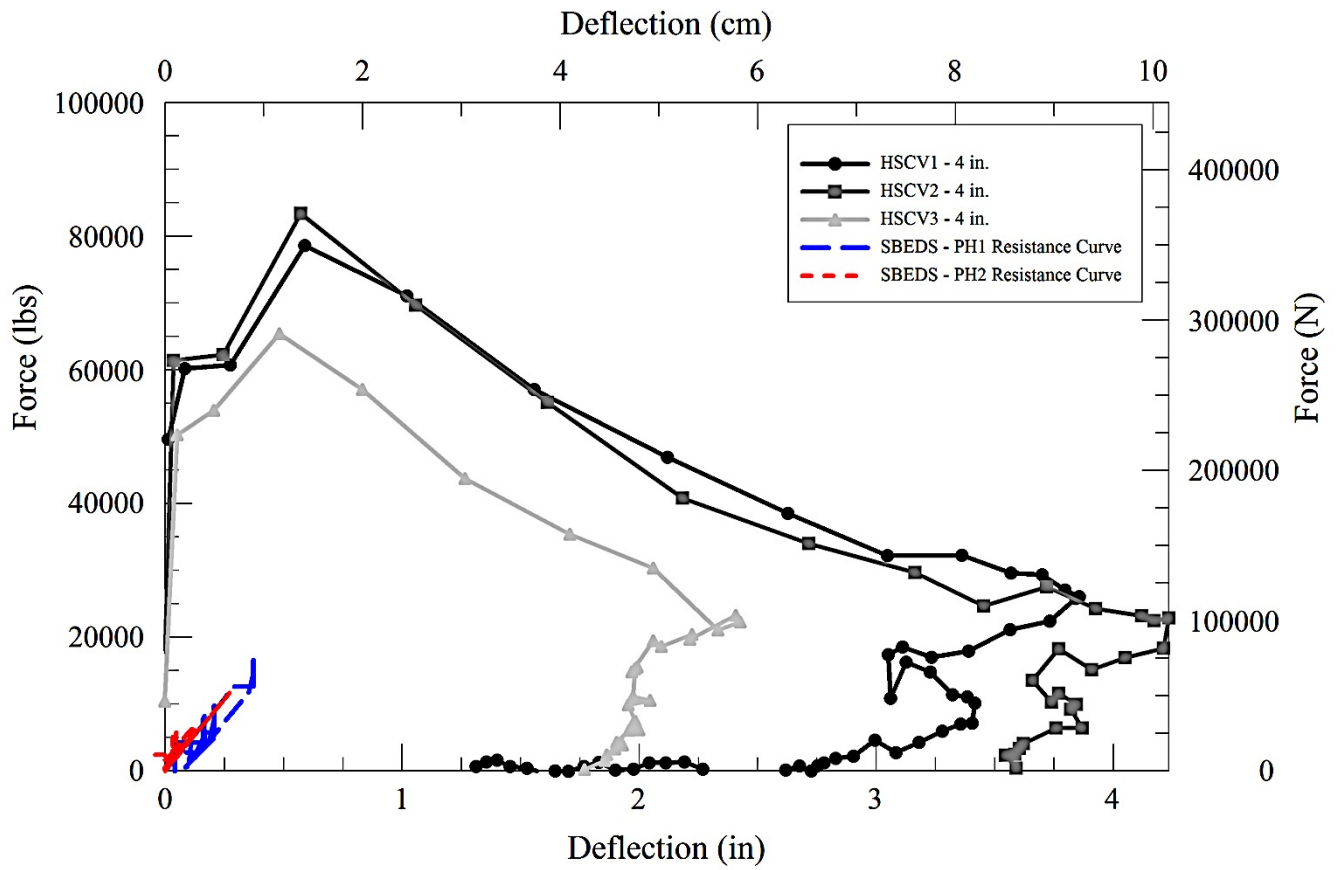 Deflection (cm)
0 2 4 6 8 10
100000
80000
60000
40000
20000
0
Force (lbs)
HSCV1 - 4 in.
HSCV2 - 4 in.
HSCV3 - 4 in.
SBEDS - PH1 Resistance Curve
SBEDS - PH2 Resistance Curve
400000
300000
200000
100000
0
Force (N)
0 1 2 3 4
Deflection (in)